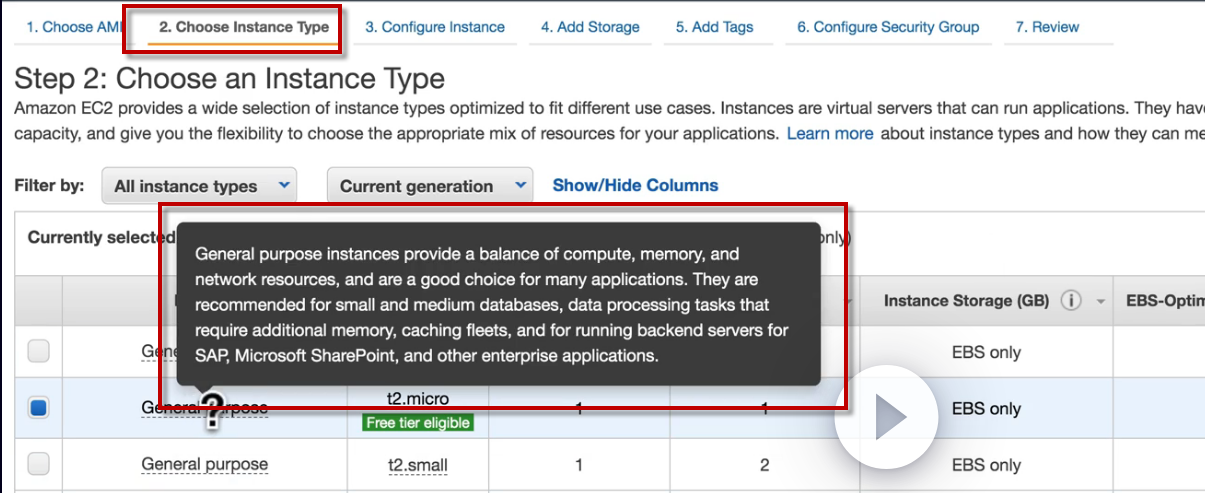 1. Choose AMI 2. Choose Instance Type 3. Configure Instance 4. Add Storage 5. Add Tags 6. Configure Security Group 7. Review
Step 2: Choose an Instance Type
Amazon EC2 provides a wide selection of instance types optimized to fit different use cases. Instances are virtual servers that can run applications. They have
capacity, and give you the flexibility to choose the appropriate mix of resources for your applications. Learn more about instance types and how they can
Filter by: All instance types Current generation Show/Hide Columns
Currently selected only)
General purpose instances provide a balance of compute, memory, and
network resources, and are a good choice for many applications. They are
recommended for small and medium databases, data processing tasks that
require additional memory, caching fleets, and for running backend servers for
SAP, Microsoft SharePoint, and other enterprise applications.
Instance Storage (GB) i EBS-Optim
Gene EBS only
General purpose t2.micro 1 1 EBS only
Free tier eligible
General purpose t2.small 1 2 EBS only